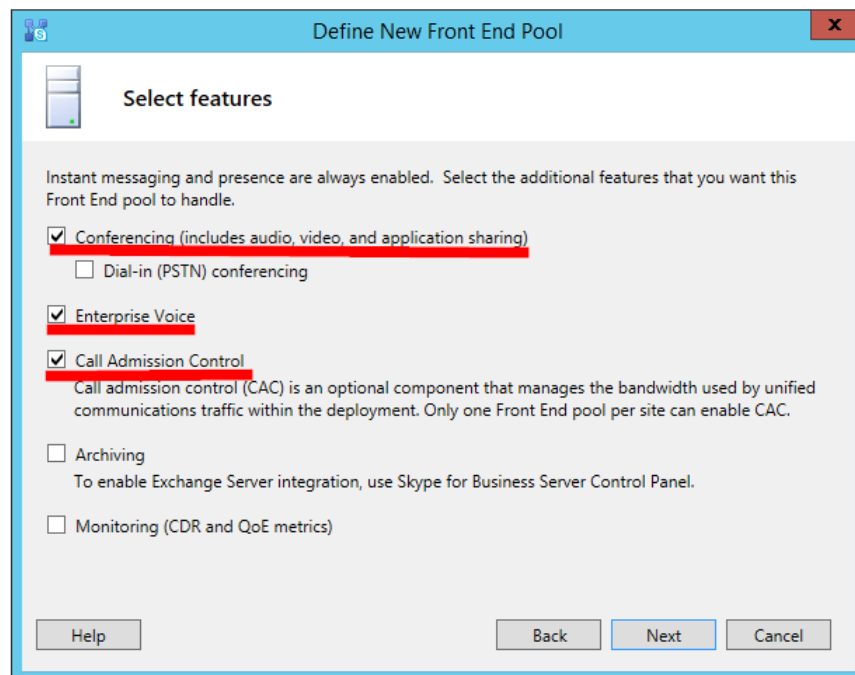 Define New Front End Pool
x
Select features
Instant messaging and presence are always enabled. Select the additional features that you want this
Front End pool to handle.
Conferencing (includes audio, video, and application sharing)
Dial-in (PSTN) conferencing
Enterprise Voice
Call Admission Control
Call admission control (CAC) is an optional component that manages the bandwidth used by unified
communications traffic within the deployment. Only one Front End pool per site can enable CAC.
Archiving
To enable Exchange Server integration, use Skype for Business Server Control Panel.
Monitoring (CDR and QoE metrics)
Help
Back
Next
Cancel